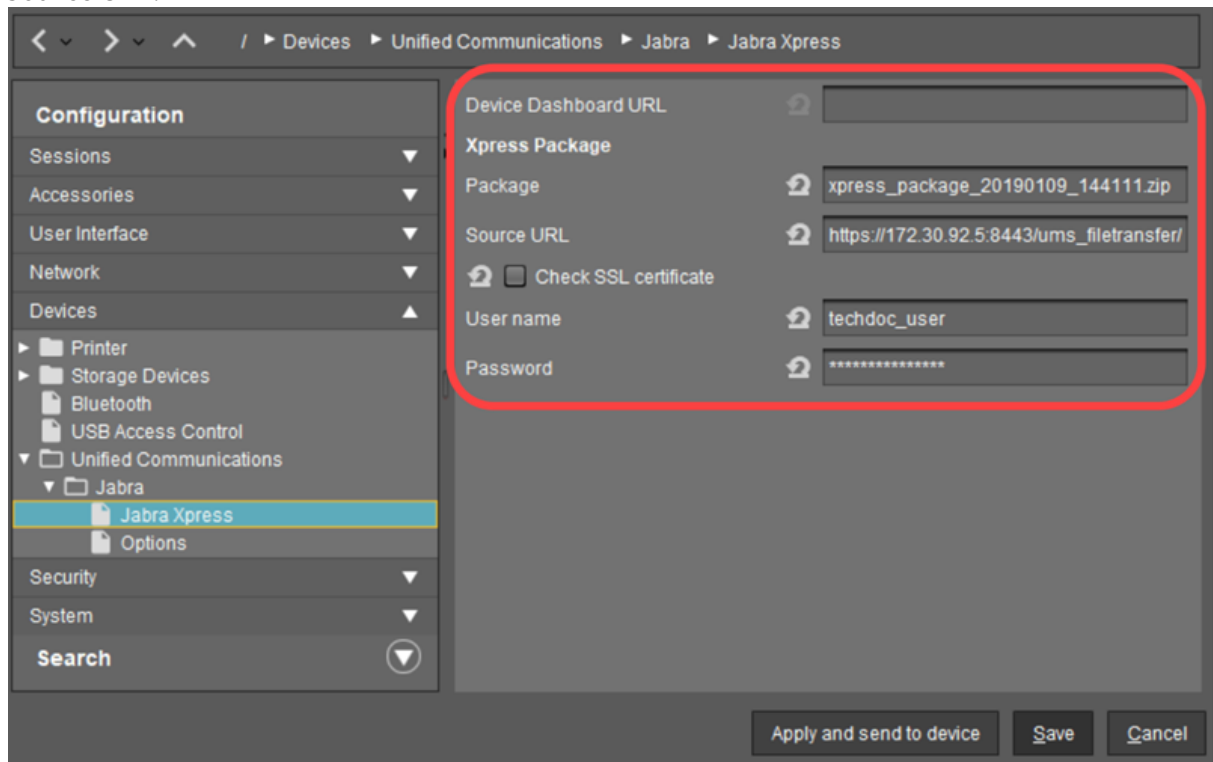 / Devices Unified Communications Jabra Jabra Xpress
Configuration
Sessions
Accessories
User Interface
Network
Devices
Printer
Storage Devices
Bluetooth
USB Access Control
Unified Communications
Jabra
Jabra Xpress
Options
Security
System
Search
Device Dashboard URL
Xpress Package
Package xpress_package_20190109_144111.zip
Source URL https://172.30.92.5:8443/ums_filetransfer/
Check SSL certificate
User name techdoc_user
Password ***************
Apply and send to device Save Cancel